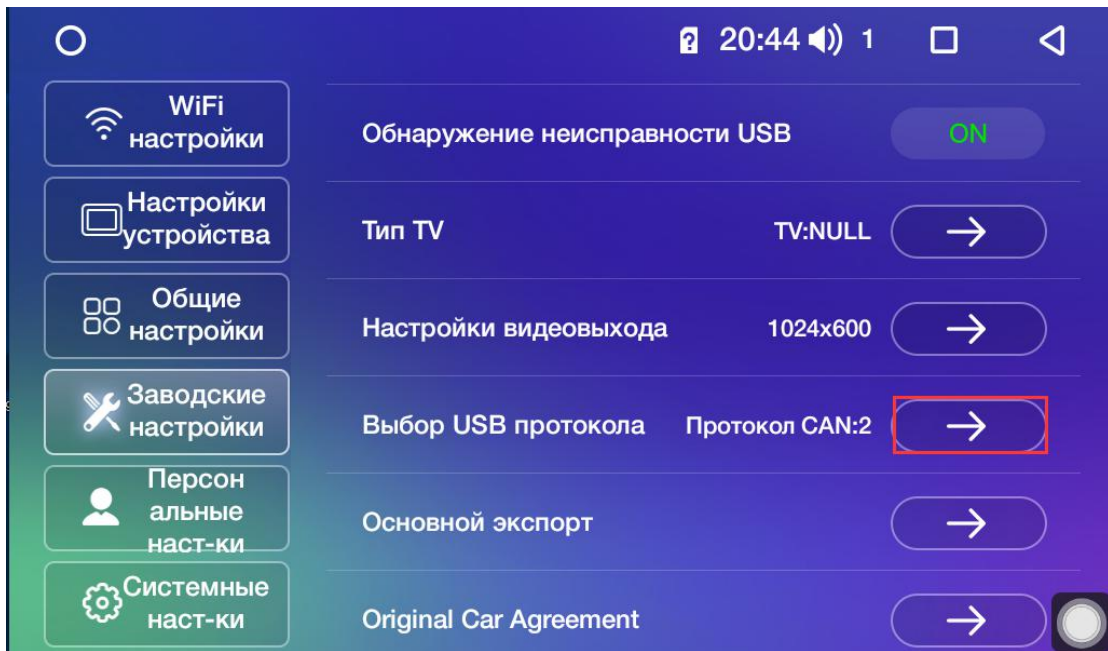 20:44 1
WiFi
настройки
Обнаружение неисправности USB ON
Настройки
устройства
Тип TV TV:NULL
Общие
настройки
Настройки видеовыхода 1024x600
Заводские
настройки
Выбор USB протокола Протокол CAN:2
Персон
альные
наст-ки
Основной экспорт
Системные
наст-ки
Original Car Agreement